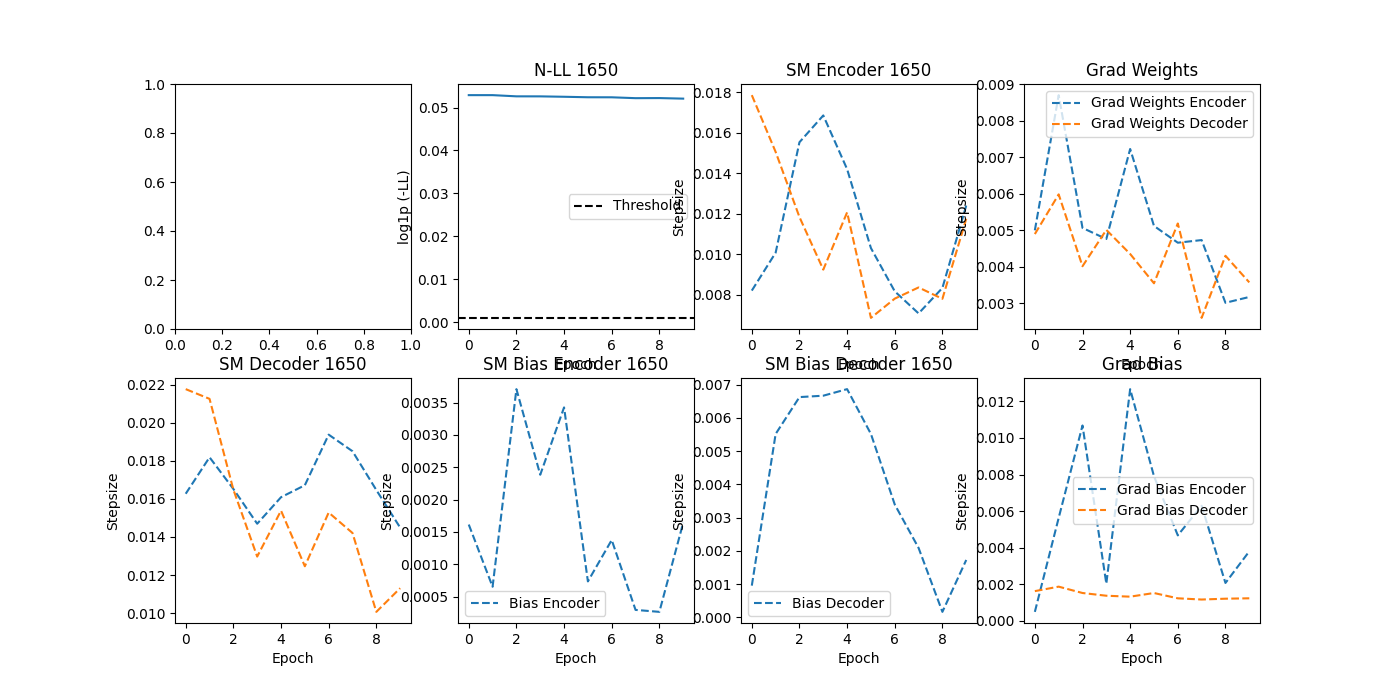 N-LL 1650
SM Encoder 1650
Grad Weights
1.0
0.8
0.6
0.4
0.2
0.0
0.0 0.2 0.4 0.6 0.8 1.0
log1p (-LL)
0.05
0.04
0.03
0.02
0.01
0.00
Threshold
0 2 4 6 8
Epoch
Stepsize
0.018
0.016
0.014
0.012
0.010
0.008
0 2 4 6 8
Epoch
Stepsize
0.009
0.008
0.007
0.006
0.005
0.004
0.003
Grad Weights Encoder
Grad Weights Decoder
0 2 4 6 8
Epoch
SM Decoder 1650
SM Bias Encoder 1650
SM Bias Decoder 1650
Grad Bias
Stepsize
0.022
0.020
0.018
0.016
0.014
0.012
0.010
0 2 4 6 8
Epoch
Stepsize
0.0035
0.0030
0.0025
0.0020
0.0015
0.0010
0.0005
Bias Encoder
0 2 4 6 8
Epoch
Stepsize
0.007
0.006
0.005
0.004
0.003
0.002
0.001
0.000
Bias Decoder
0 2 4 6 8
Epoch
Stepsize
0.012
0.010
0.008
0.006
0.004
0.002
0.000
Grad Bias Encoder
Grad Bias Decoder
0 2 4 6 8
Epoch